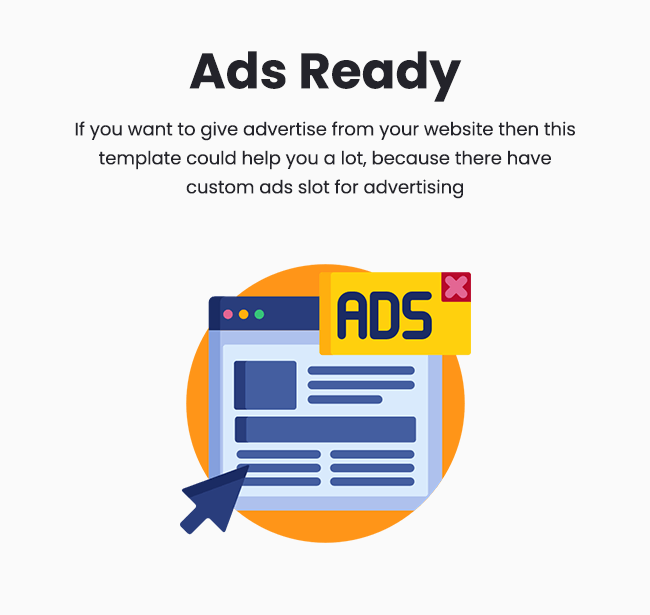 Ads Ready
If you want to give advertise from your website then this
template could help you a lot, because there have
custom ads slot for advertising
ADS